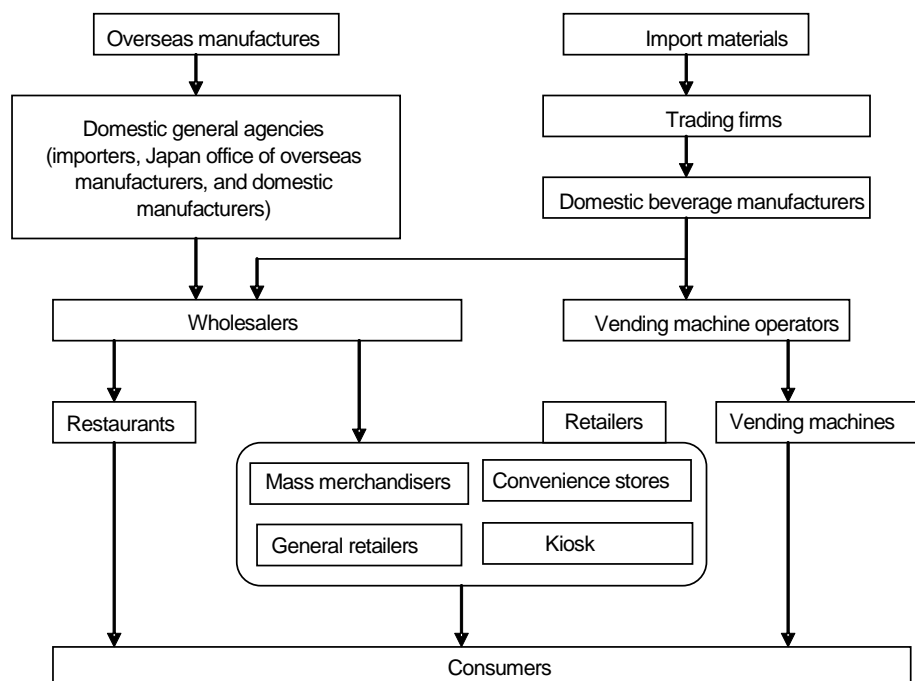 Overseas manufactures
Import materials
Domestic general agencies
(importers, Japan office of overseas
manufacturers, and domestic
manufacturers)
Trading firms
Domestic beverage manufacturers
Wholesalers
Vending machine operators
Restaurants
Retailers
Vending machines
Mass merchandisers
Convenience stores
General retailers
Kiosk
Consumers